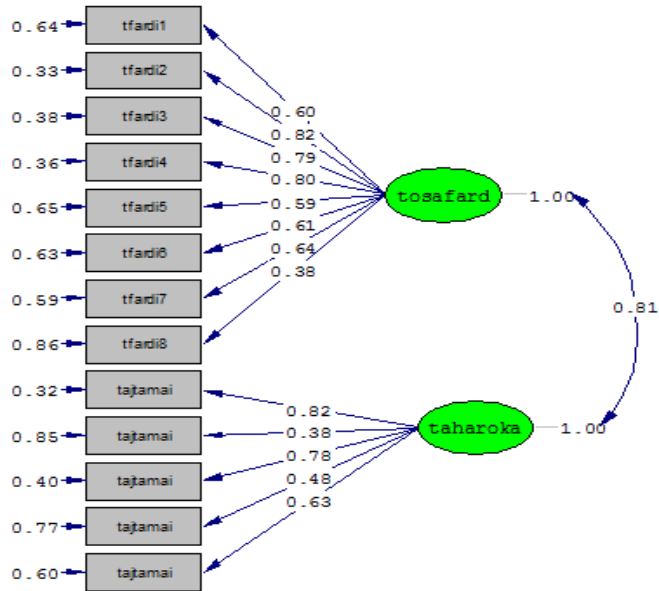 0.64 tfardi1
0.33 tfardi2
0.38 tfardi3
0.36 tfardi4
0.65 tfardi5
0.63 tfardi6
0.59 tfardi7
0.86 tfardi8
0.32 tajtamai
0.85 tajtamai
0.40 tajtamai
0.77 tajtamai
0.60 tajtamai
0.60
0.82
0.79
0.80
0.59
0.61
0.64
0.38
0.82
0.38
0.78
0.48
0.63
tosafard 1.00
taharoka 1.00
0.81